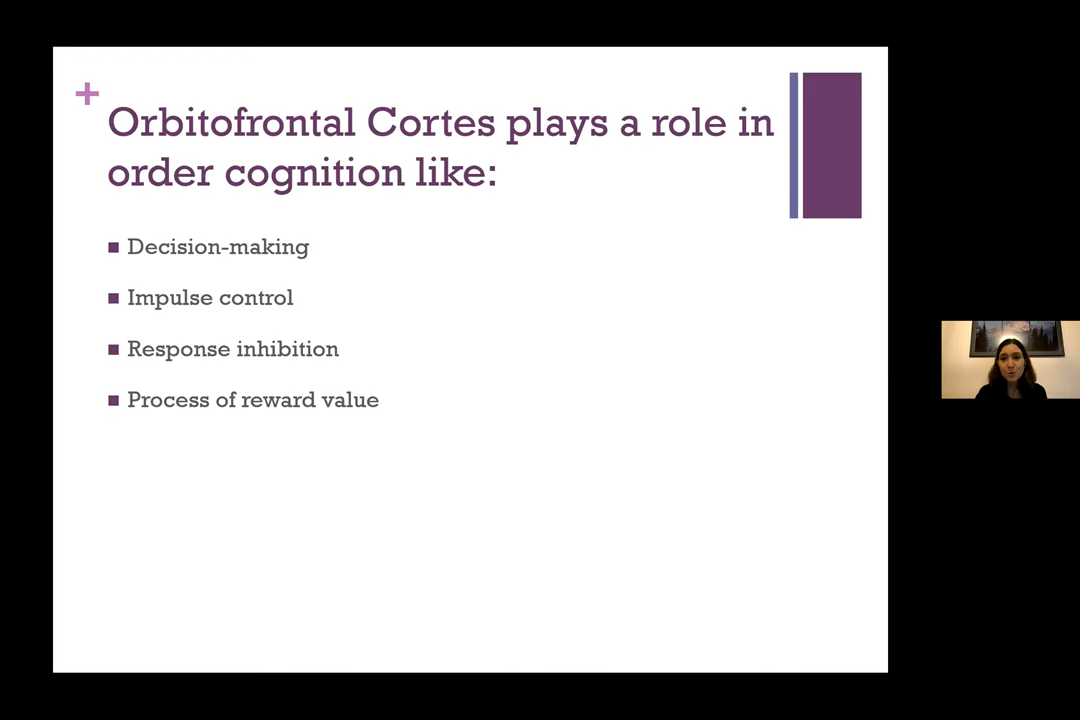 +
Orbitofrontal Cortes plays a role in
order cognition like:
Decision-making
Impulse control
Response inhibition
Process of reward value